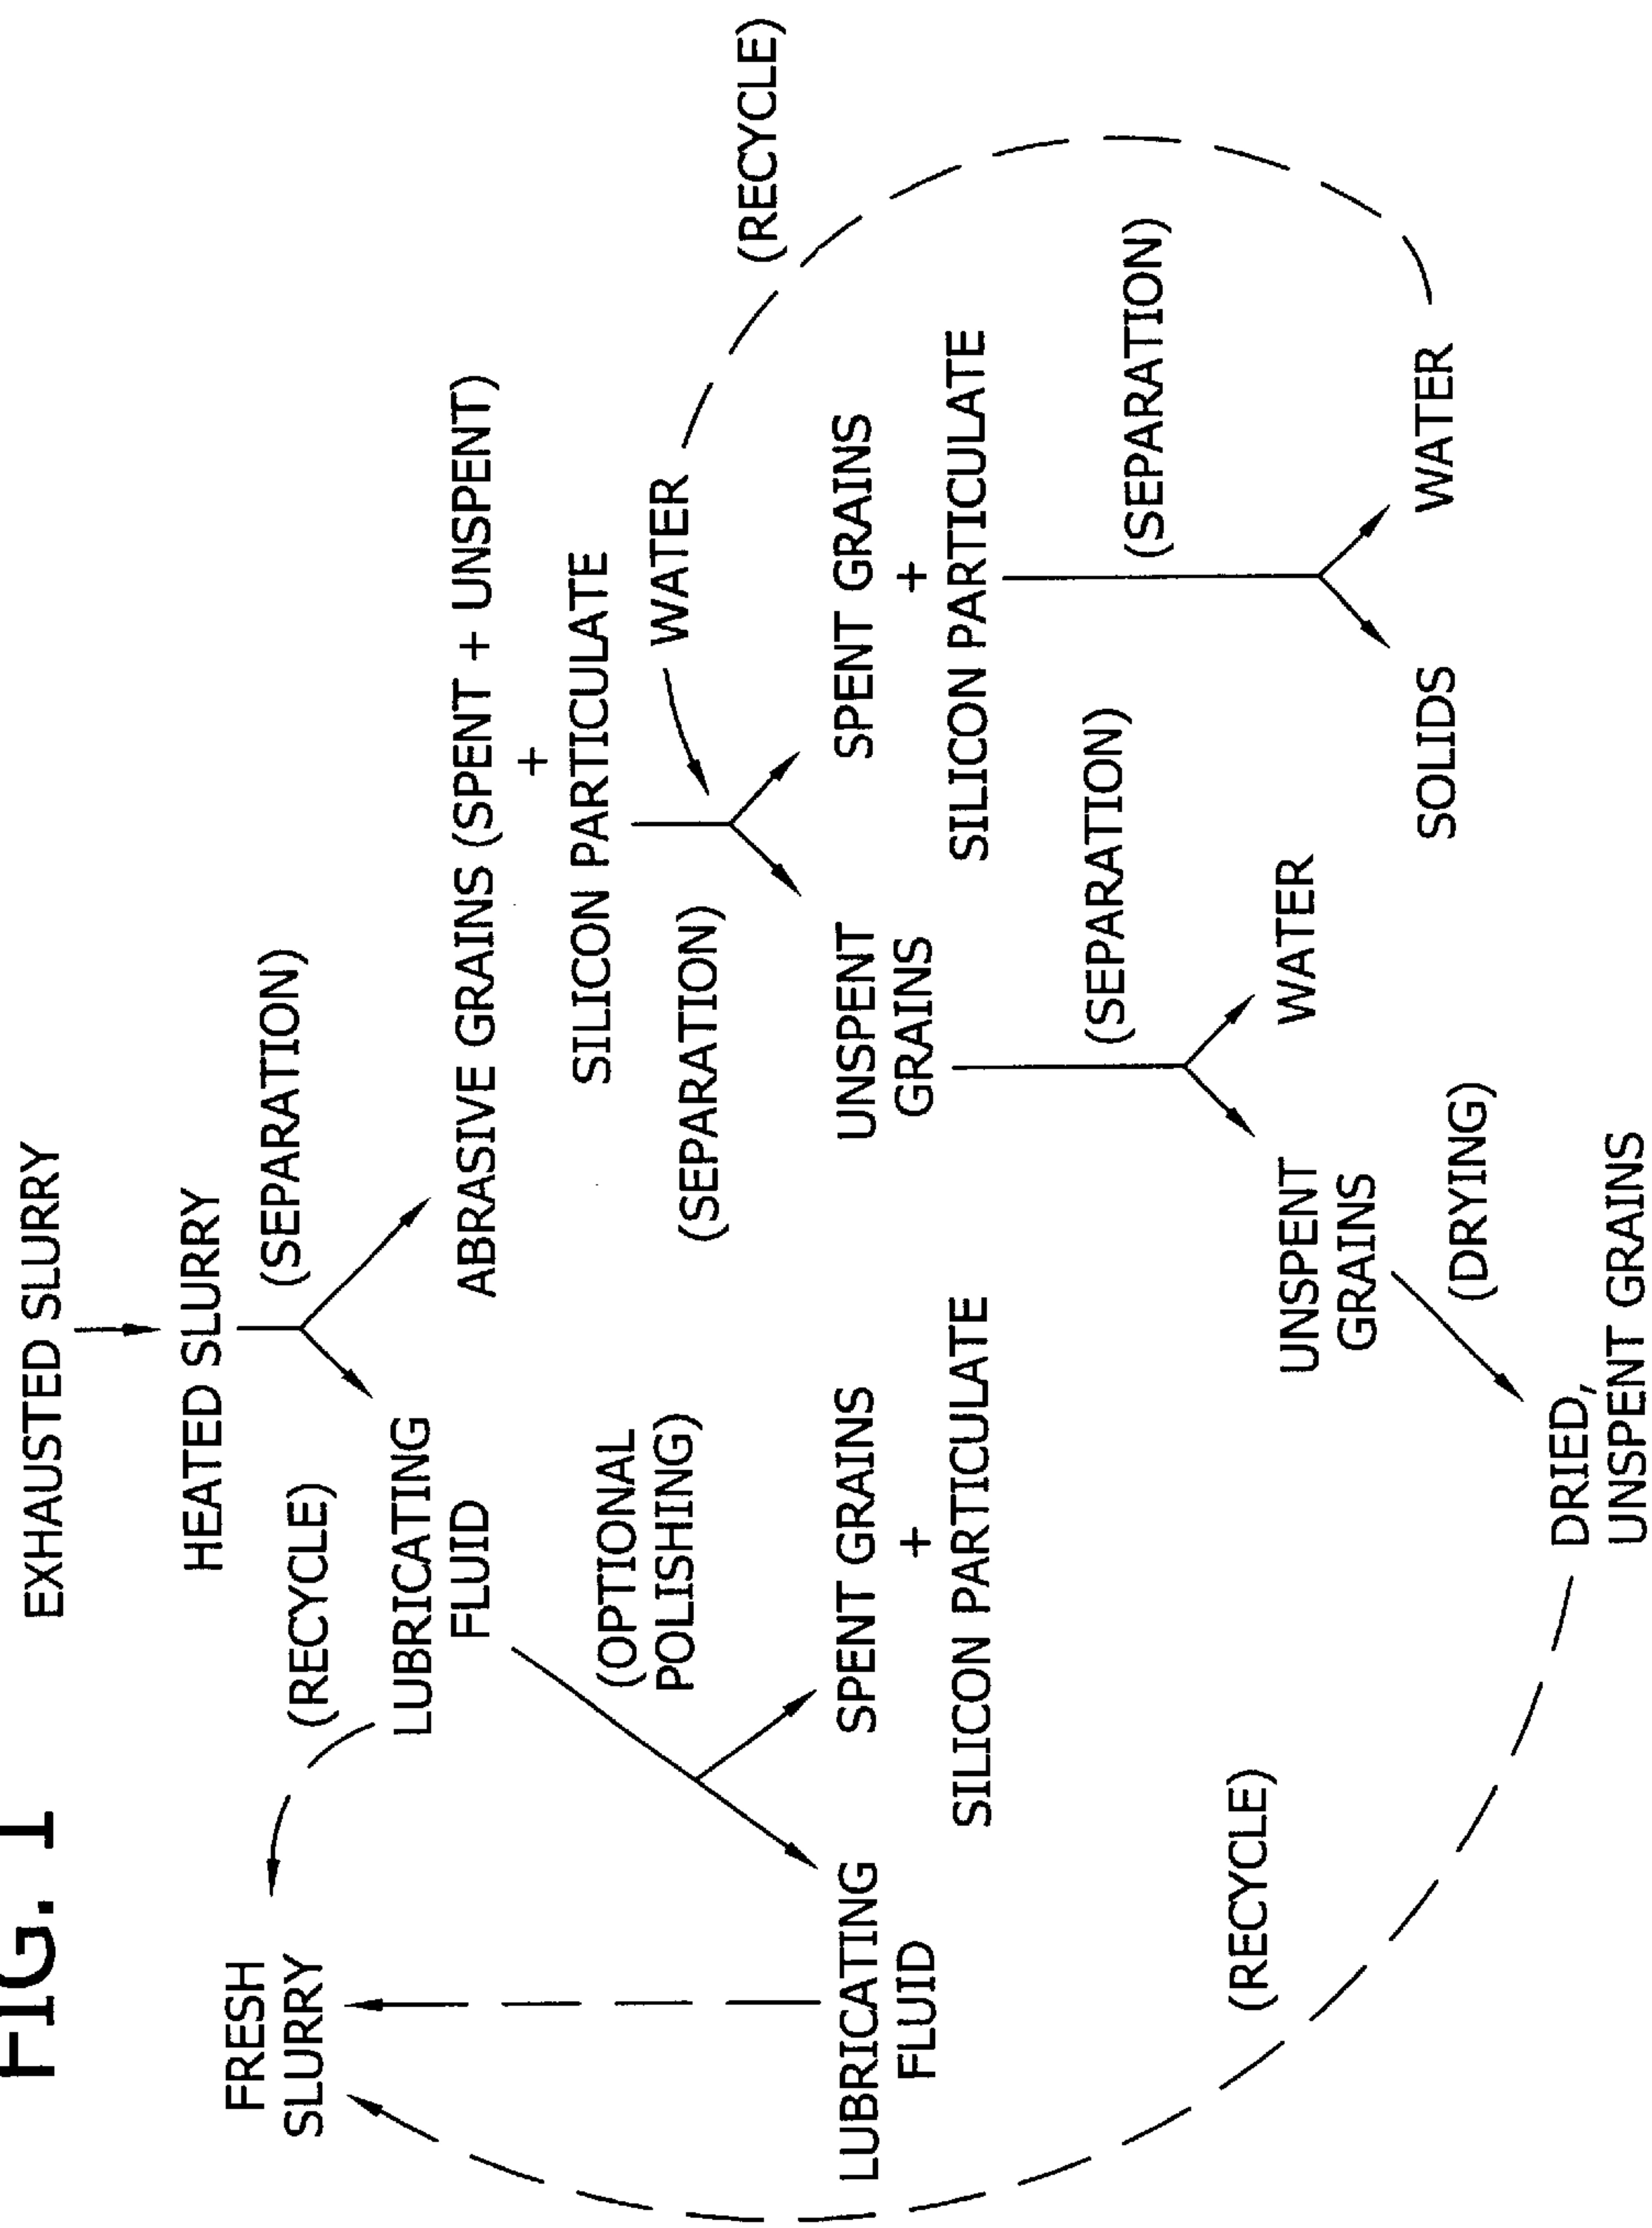 FIG. 1
EXHAUSTED SLURRY
HEATED SLURRY
(SEPARATION)
FRESH
SLURRY
(RECYCLE)
LUBRICATING
FLUID
ABRASIVE GRAINS (SPENT + UNSPENT)
+
SILICON PARTICULATE
(OPTIONAL
POLISHING)
(SEPARATION)
WATER
(RECYCLE)
LUBRICATING
FLUID
SPENT GRAINS
+
SILICON PARTICULATE
UNSPENT
GRAINS
SPENT GRAINS
+
SILICON PARTICULATE
(SEPARATION)
(SEPARATION)
(RECYCLE)
UNSPENT
GRAINS
WATER
SOLIDS
WATER
(DRYING)
DRIED,
UNSPENT GRAINS